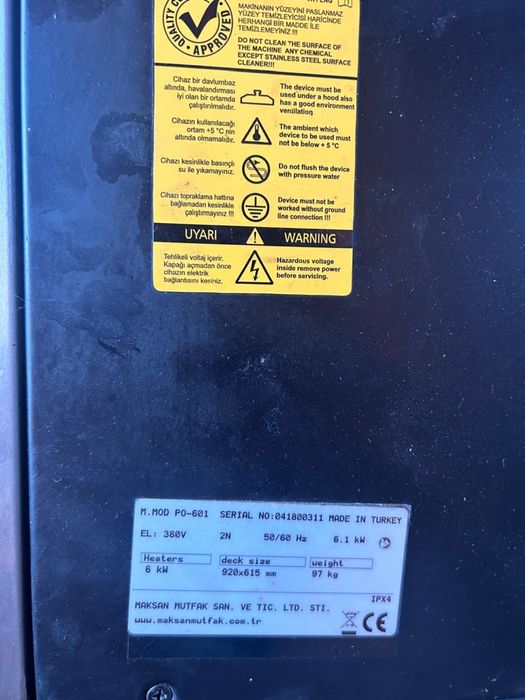 QUALITY CO
• APPROVED •
MAKİNANIN YÜZEYİNİ PASLANMAZ
YÜZEY TEMİZLEYİCİSİ HARİCİNDE
HERHANGİ BİR MADDE İLE
TEMİZLEMEYİNİZ !!!
DO NOT CLEAN THE SURFACE OF
THE MACHINE ANY CHEMICAL
EXCEPT STAINLESS STEEL SURFACE
CLEANER!!!
Cihaz bir davlumbaz
altında, havalandırması
iyi olan bir ortamda
çalıştırılmalıdır.
The device must be
used under a hood also
has a good environment
ventilation
Cihazın kullanılacağı
ortam +5 °C nin
altında olmamalıdır.
The ambient which
device to be used must
not be below + 5 °C
Cihazı kesinlikle basınçlı
su ile yıkamayınız.
Do not flush the device
with pressure water
Cihazı topraklama hattına
bağlamadan kesinlikle
çalıştırmayınız !!!
Device must not be
worked without ground
line connection !!!
UYARI
WARNING
Tehlikeli voltaj içerir.
Kapağı açmadan önce
cihazın elektrik
bağlantısını kesiniz.
Hazardous voltage
inside remove power
before servicing.
M.MOD PO-601 SERIAL NO:041800311 MADE IN TURKEY
EL: 380V 2N 50/60 Hz 6.1 kW
Heaters deck size weight
6 kW 920x615 mm 97 kg
IPX4
MAKSAN MUTFAK SAN. VE TIC. LTD. STI.
www.maksanmutfak.com.tr
CE